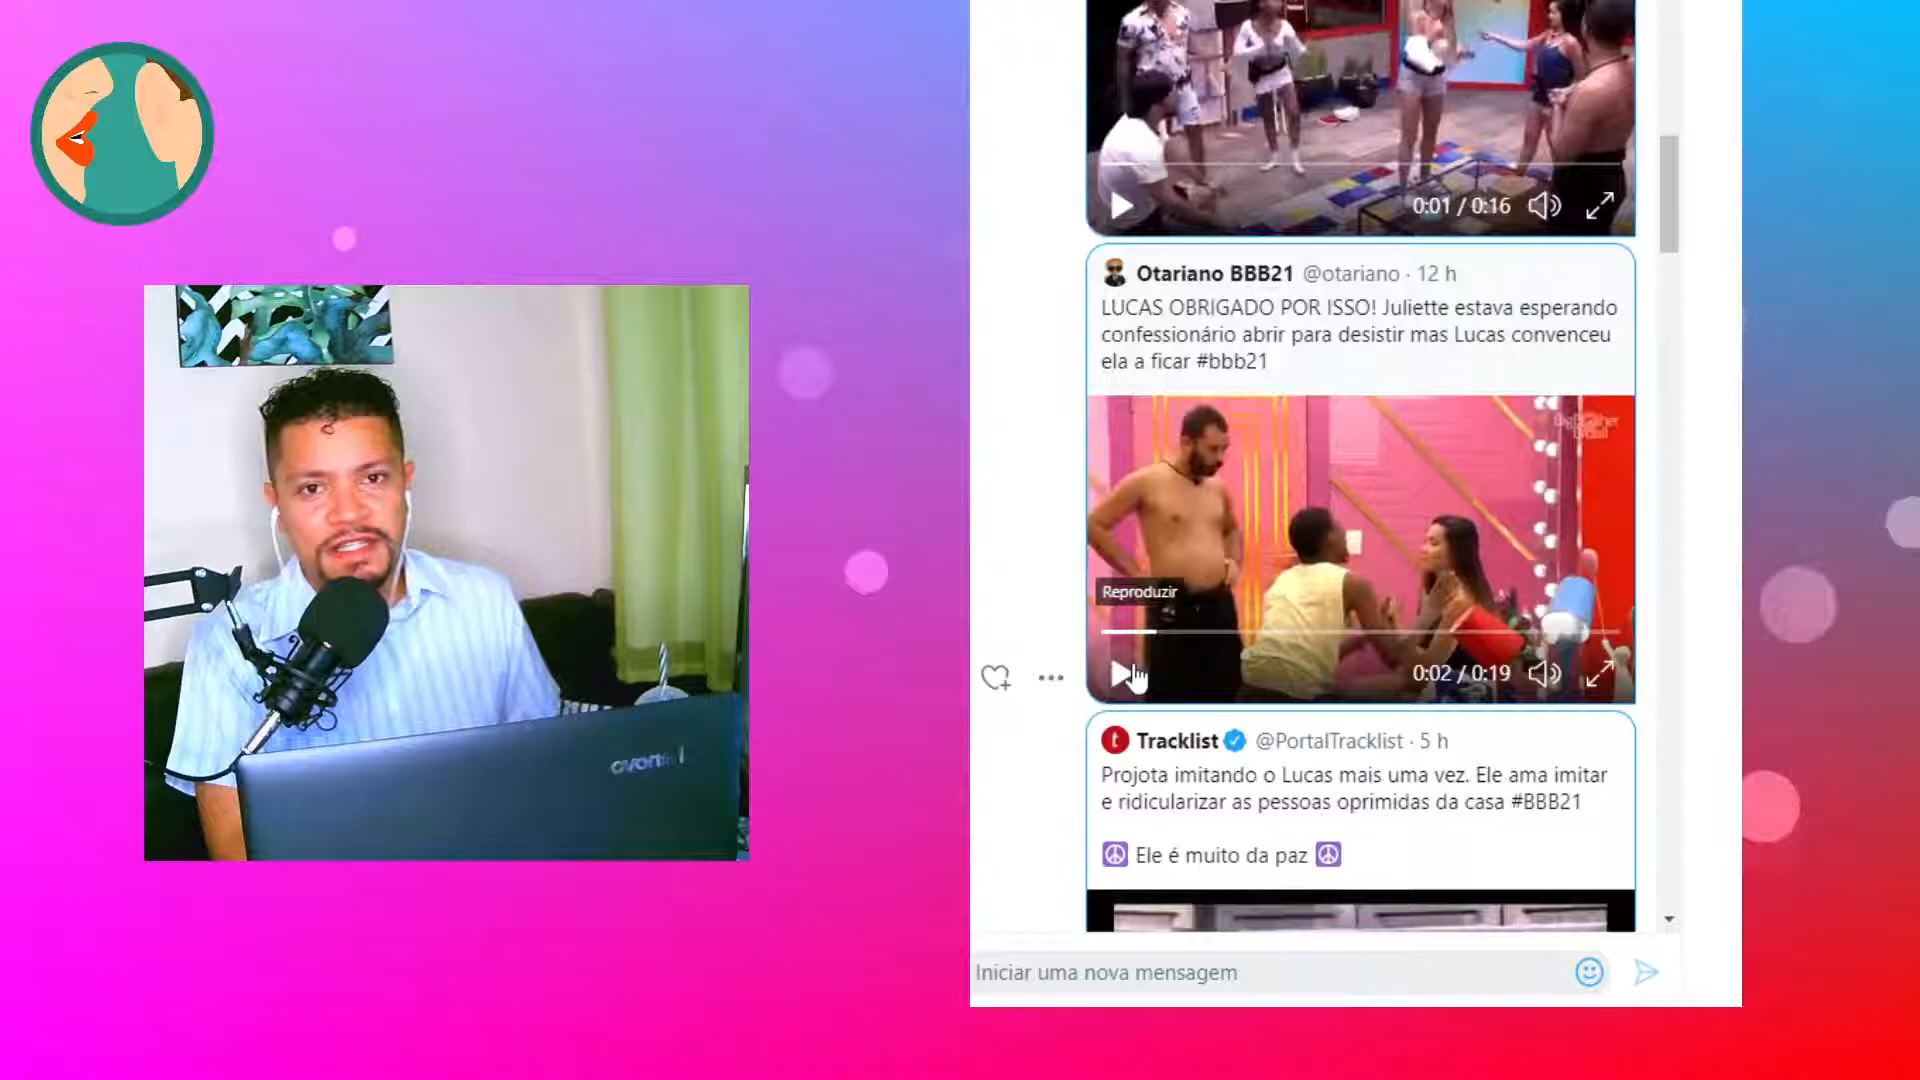 0:01 / 0:16
Otariano BBB21 @otariano · 12 h
LUCAS OBRIGADO POR ISSO! Juliette estava esperando
confessionário abrir para desistir mas Lucas convenceu
ela a ficar #bbb21
Big Brother
Brasil
Reproduzir
0:02 / 0:19
Tracklist @PortalTracklist · 5 h
Projota imitando o Lucas mais uma vez. Ele ama imitar
e ridicularizar as pessoas oprimidas da casa #BBB21
Ele é muito da paz
Iniciar uma nova mensagem